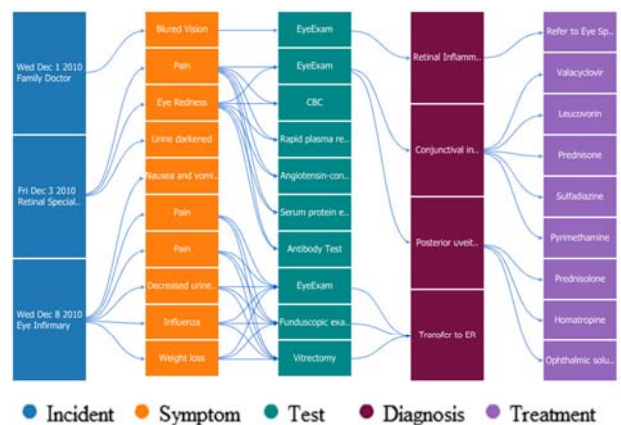 Wed Dec 1 2010
Family Doctor
Fri Dec 3 2010
Retinal Special..
Wed Dec 8 2010
Eye Infirmary
Blured Vision
Pain
Eye Redness
Urine darkened
Nausea and vomi..
Pain
Pain
Decreased urine..
Influenza
Weight loss
EyeExam
EyeExam
CBC
Rapid plasma re..
Angiotensin-con..
Serum protein e..
Antibody Test
EyeExam
Funduscopic exa..
Vitrectomy
Retinal Inflamm..
Conjunctival in..
Posterior uveit..
Transfer to ER
Refer to Eye Sp..
Valacyclovir
Leucovorin
Prednisone
Sulfadiazine
Pyrimethamine
Prednisolone
Homatropine
Ophthalmic solu..
Incident Symptom Test Diagnosis Treatment